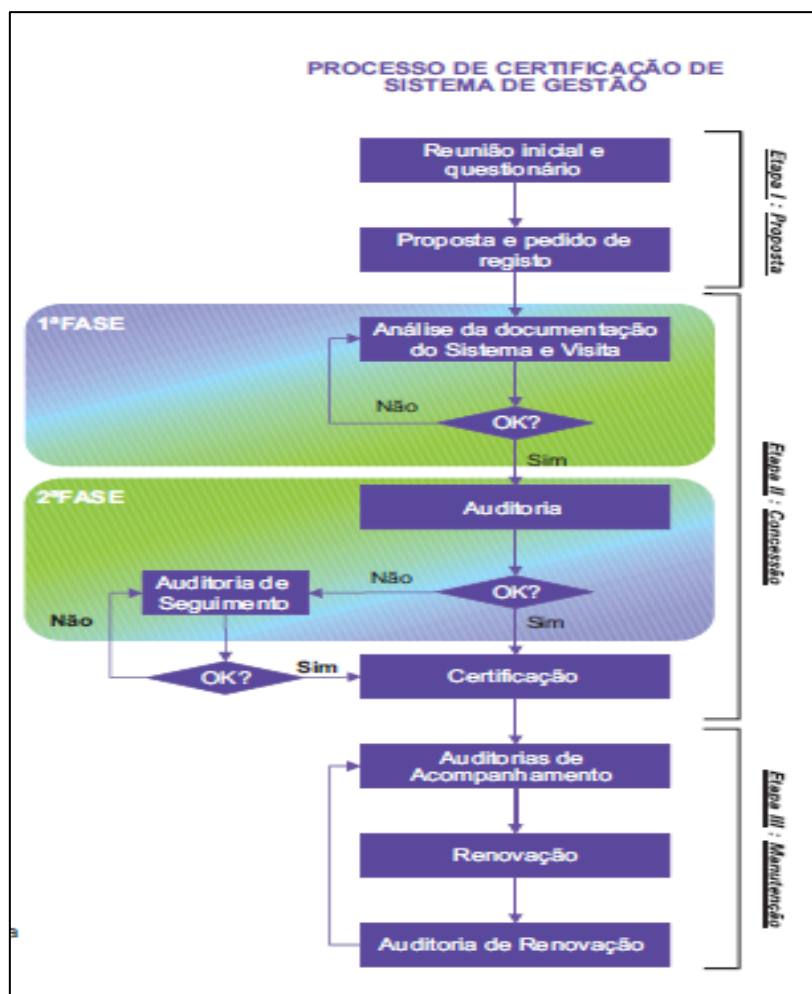 PROCESSO DE CERTIFICAÇÃO DE
SISTEMA DE GESTÃO
Reunião inicial e
questionário
Etapa I : Proposta
Proposta e pedido de
registo
1ªFASE
Análise da documentação
do Sistema e Visita
Não
OK?
Sim
Etapa II : Concessão
2ªFASE
Auditoria
Auditoria de
Seguimento
Não
OK?
Não
Sim
OK?
Sim
Certificação
Auditorias de
Acompanhamento
Etapa III : Manutenção
Renovação
Auditoria de Renovação
a